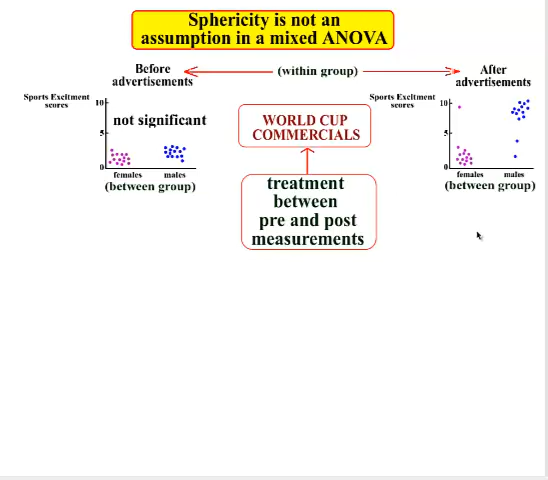 Sphericity is not an
assumption in a mixed ANOVA
Before
advertisements
(within group)
After
advertisements
Sports Excitment
scores
10
5
0
not significant
females
males
(between group)
WORLD CUP
COMMERCIALS
treatment
between
pre and post
measurements
Sports Excitment
scores
10
5
0
females
males
(between group)